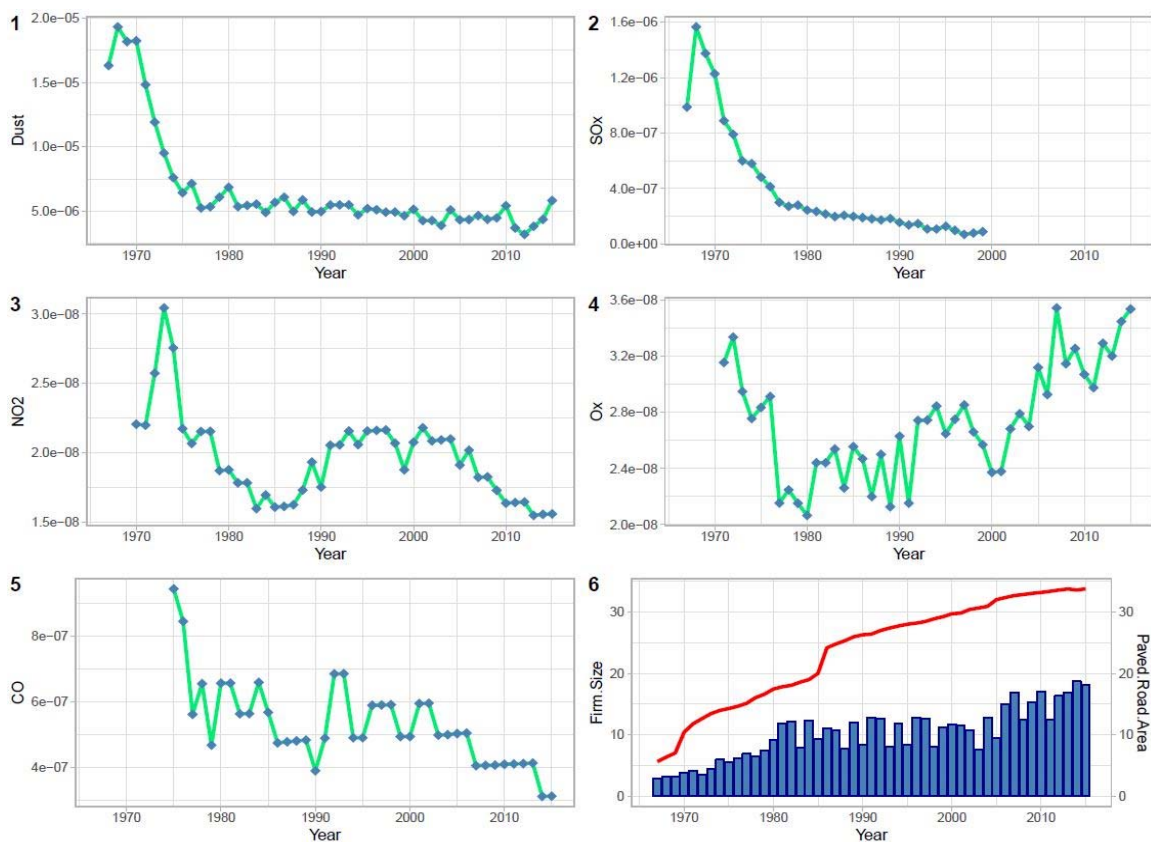 1
Dust
2.0e−05
1.5e−05
1.0e−05
5.0e−06
1970 1980 1990 2000 2010
Year
2
SOx
1.6e−06
1.2e−06
8.0e−07
4.0e−07
0.0e+00
1970 1980 1990 2000 2010
Year
3
NO2
3.0e−08
2.5e−08
2.0e−08
1.5e−08
1970 1980 1990 2000 2010
Year
4
Ox
3.6e−08
3.2e−08
2.8e−08
2.4e−08
2.0e−08
1970 1980 1990 2000 2010
Year
5
CO
8e−07
6e−07
4e−07
1970 1980 1990 2000 2010
Year
6
Firm.Size
30
20
10
0
1970 1980 1990 2000 2010
Year
30
20
10
0
Paved.Road.Area